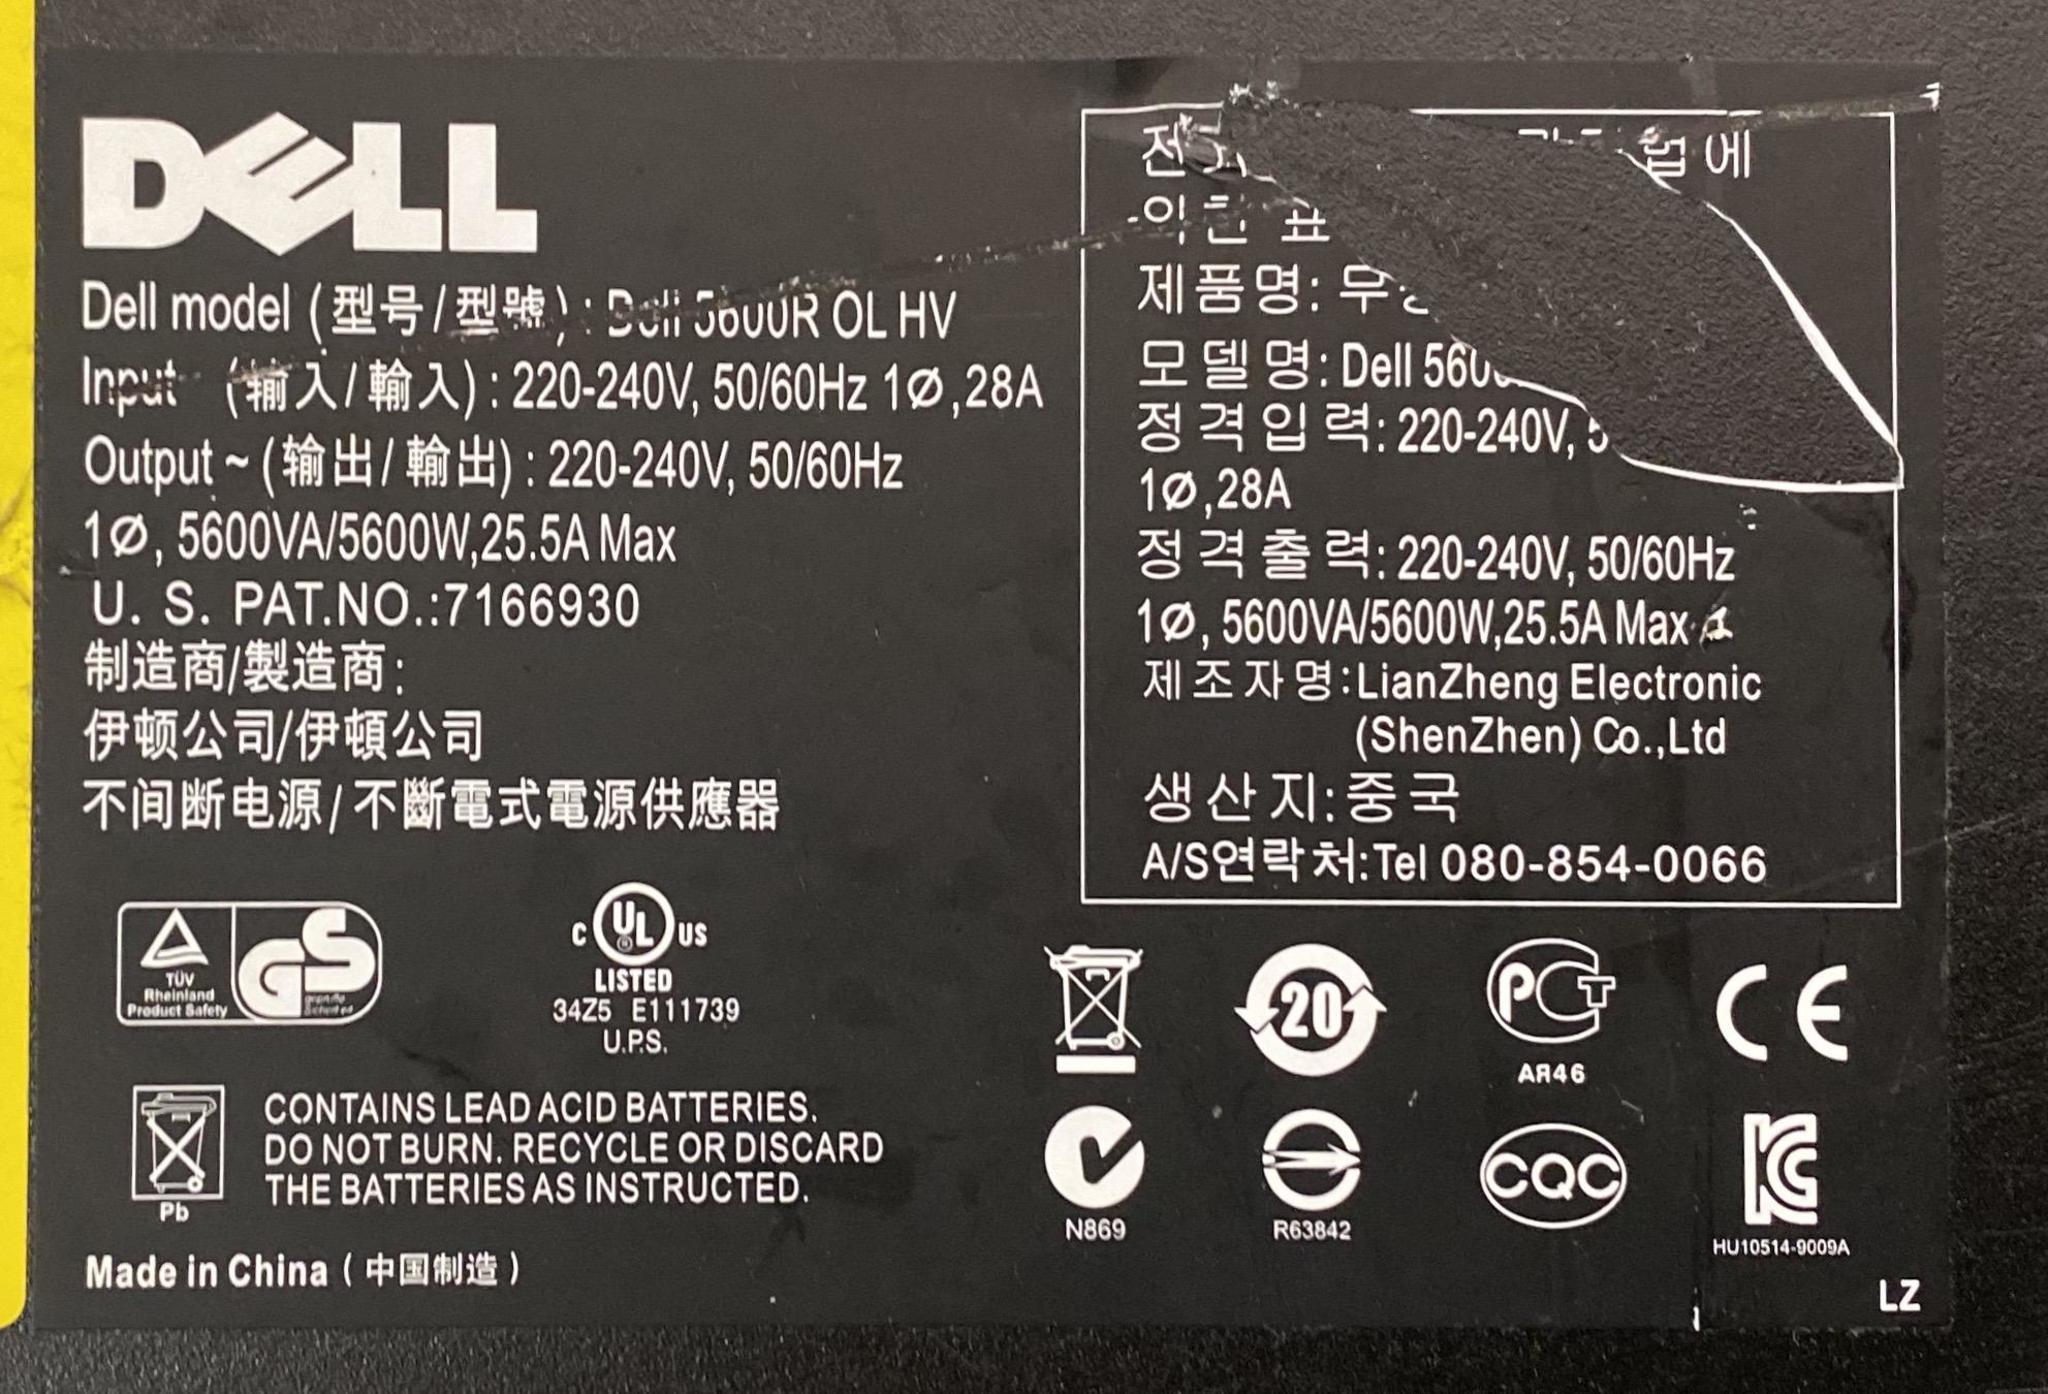 DELL
Dell model (型号/型號) : Dell 5600R OL HV
Input (输入/輸入) : 220-240V, 50/60Hz 1Ø,28A
Output ~ (输出/輸出) : 220-240V, 50/60Hz
1Ø, 5600VA/5600W,25.5A Max
U. S. PAT.NO.:7166930
制造商/製造商:
伊顿公司/伊頓公司
不间断电源/不斷電式電源供應器
TÜV
Rheinland
Product Safety
GS
geprüfte
Sicherheit
C UL US
LISTED
34Z5 E111739
U.P.S.
Pb
CONTAINS LEAD ACID BATTERIES.
DO NOT BURN. RECYCLE OR DISCARD
THE BATTERIES AS INSTRUCTED.
Made in China (中国制造)
제품명:
모델명: Dell
정격입력: 220-240V,
1Ø,28A
정격출력: 220-240V, 50/60Hz
1Ø, 5600VA/5600W,25.5A Max
제조자명:LianZheng Electronic
(ShenZhen) Co.,Ltd
생산지:중국
A/S연락처:Tel 080-854-0066
20
PCT
АЯ46
CE
N869
R63842
CQC
KC
HU10514-9009A
LZ